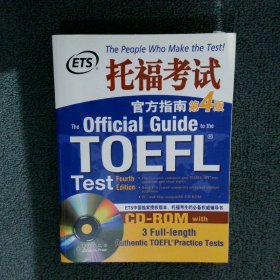 The People Who Make the Test!
ETS
托福考试
官方指南 第4版
The Official Guide to the
TOEFL®
Test Fourth Edition
CD-ROM with
3 Full-length
Authentic TOEFL® Practice Tests